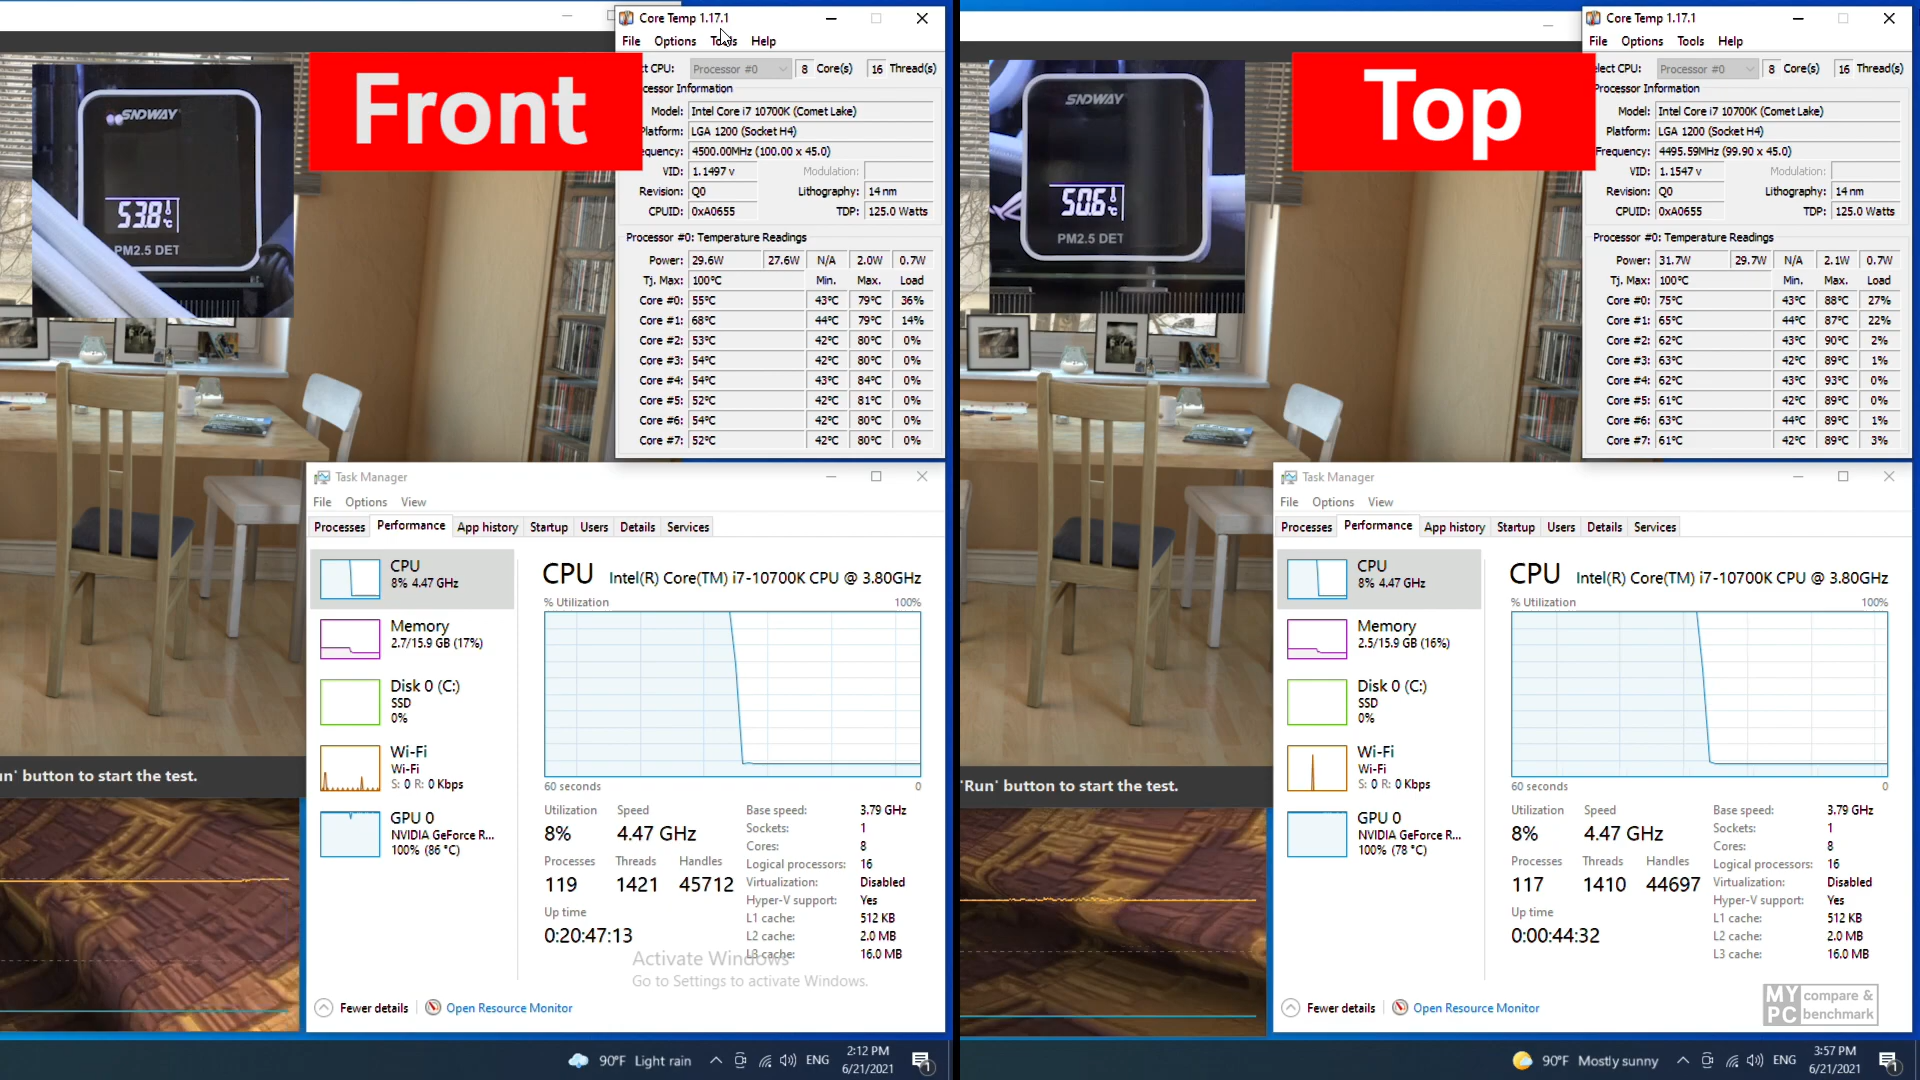 Core Temp 1.17.1
File Options Tools Help
ct CPU: Processor #0 8 Core(s) 16 Thread(s)
ocessor Information
Model: Intel Core i7 10700K (Comet Lake)
latform: LGA 1200 (Socket H4)
equency: 4500.00MHz (100.00 x 45.0)
VID: 1.1497 v Modulation:
Revision: Q0 Lithography: 14 nm
CPUID: 0xA0655 TDP: 125.0 Watts
Processor #0: Temperature Readings
Power: 29.6W 27.6W N/A 2.0W 0.7W
Tj. Max: 100°C Min. Max. Load
Core #0: 55°C 43°C 79°C 36%
Core #1: 68°C 44°C 79°C 14%
Core #2: 53°C 42°C 80°C 0%
Core #3: 54°C 42°C 80°C 0%
Core #4: 54°C 43°C 84°C 0%
Core #5: 52°C 42°C 81°C 0%
Core #6: 54°C 42°C 80°C 0%
Core #7: 52°C 42°C 80°C 0%
Front
SNDWAY
53.8 °C
PM2.5 DET
Task Manager
File Options View
Processes Performance App history Startup Users Details Services
CPU
8% 4.47 GHz
Memory
2.7/15.9 GB (17%)
Disk 0 (C:)
SSD
0%
Wi-Fi
Wi-Fi
S: 0 R: 0 Kbps
GPU 0
NVIDIA GeForce R...
100% (86 °C)
CPU Intel(R) Core(TM) i7-10700K CPU @ 3.80GHz
% Utilization 100%
60 seconds 0
Utilization Speed
8% 4.47 GHz
Processes Threads Handles
119 1421 45712
Up time
0:20:47:13
Base speed: 3.79 GHz
Sockets: 1
Cores: 8
Logical processors: 16
Virtualization: Disabled
Hyper-V support: Yes
L1 cache: 512 KB
L2 cache: 2.0 MB
L3 cache: 16.0 MB
Activate Windows
Go to Settings to activate Windows.
Fewer details Open Resource Monitor
un' button to start the test.
90°F Light rain ENG 2:12 PM
6/21/2021
1
Core Temp 1.17.1
File Options Tools Help
elect CPU: Processor #0 8 Core(s) 16 Thread(s)
Processor Information
Model: Intel Core i7 10700K (Comet Lake)
Platform: LGA 1200 (Socket H4)
Frequency: 4495.59MHz (99.90 x 45.0)
VID: 1.1547 v Modulation:
Revision: Q0 Lithography: 14 nm
CPUID: 0xA0655 TDP: 125.0 Watts
Processor #0: Temperature Readings
Power: 31.7W 29.7W N/A 2.1W 0.7W
Tj. Max: 100°C Min. Max. Load
Core #0: 75°C 43°C 88°C 27%
Core #1: 65°C 44°C 87°C 22%
Core #2: 62°C 43°C 90°C 2%
Core #3: 63°C 42°C 89°C 1%
Core #4: 62°C 43°C 93°C 0%
Core #5: 61°C 42°C 89°C 0%
Core #6: 63°C 44°C 89°C 1%
Core #7: 61°C 42°C 89°C 3%
Top
SNDWAY
50.6 °C
PM2.5 DET
Task Manager
File Options View
Processes Performance App history Startup Users Details Services
CPU
8% 4.47 GHz
Memory
2.5/15.9 GB (16%)
Disk 0 (C:)
SSD
0%
Wi-Fi
Wi-Fi
S: 0 R: 0 Kbps
GPU 0
NVIDIA GeForce R...
100% (78 °C)
CPU Intel(R) Core(TM) i7-10700K CPU @ 3.80GHz
% Utilization 100%
60 seconds 0
Utilization Speed
8% 4.47 GHz
Processes Threads Handles
117 1410 44697
Up time
0:00:44:32
Base speed: 3.79 GHz
Sockets: 1
Cores: 8
Logical processors: 16
Virtualization: Disabled
Hyper-V support: Yes
L1 cache: 512 KB
L2 cache: 2.0 MB
L3 cache: 16.0 MB
Fewer details Open Resource Monitor
'Run' button to start the test.
MY PC compare & benchmark
90°F Mostly sunny ENG 3:57 PM
6/21/2021
1